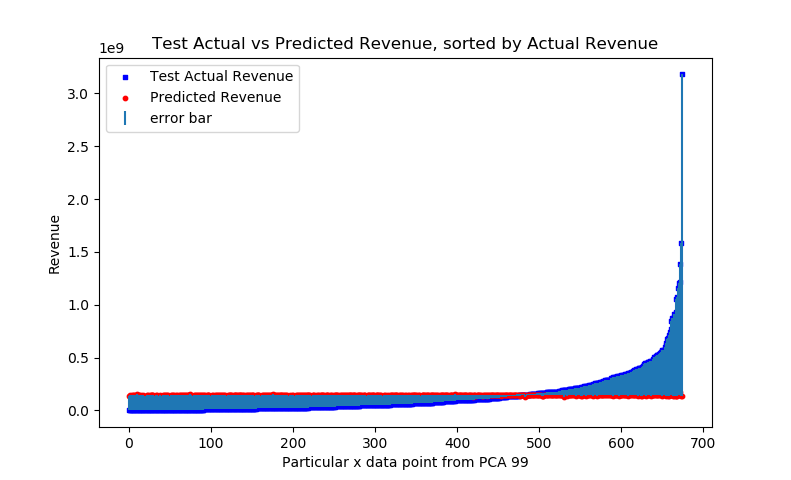 Test Actual vs Predicted Revenue, sorted by Actual Revenue
1e9
Test Actual Revenue
Predicted Revenue
error bar
3.0
2.5
2.0
1.5
1.0
0.5
0.0
Revenue
0 100 200 300 400 500 600 700
Particular x data point from PCA 99